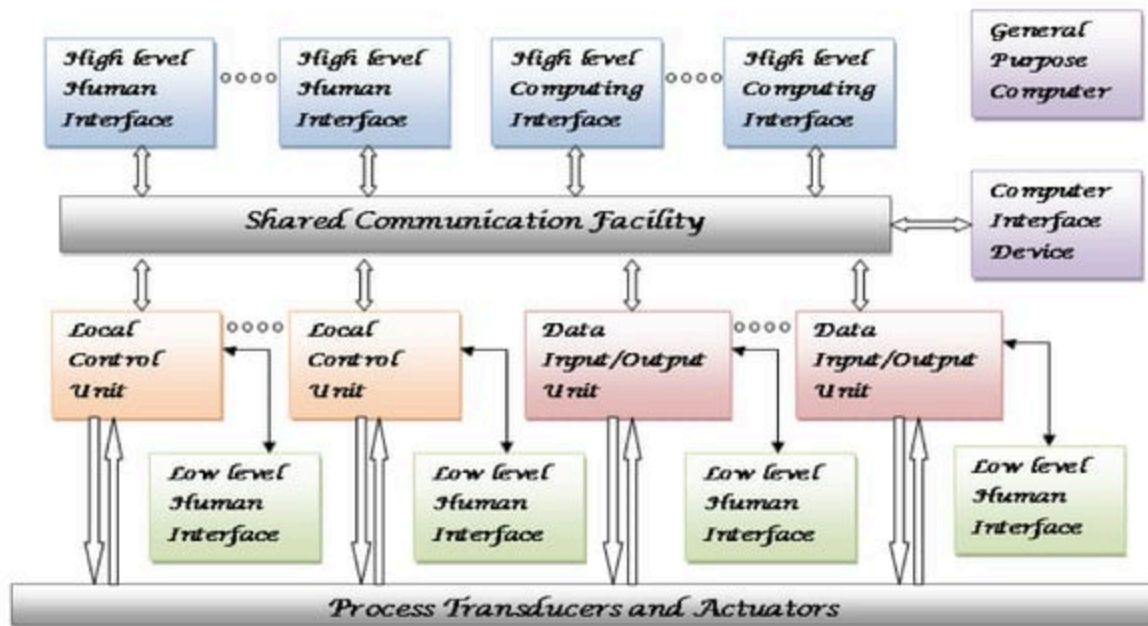 High level
Human
Interface
High level
Human
Interface
High level
Computing
Interface
High level
Computing
Interface
General
Purpose
Computer
Shared Communication Facility
Computer
Interface
Device
Local
Control
Unit
Local
Control
Unit
Data
Input/Output
Unit
Data
Input/Output
Unit
Low level
Human
Interface
Low level
Human
Interface
Low level
Human
Interface
Low level
Human
Interface
Process Transducers and Actuators